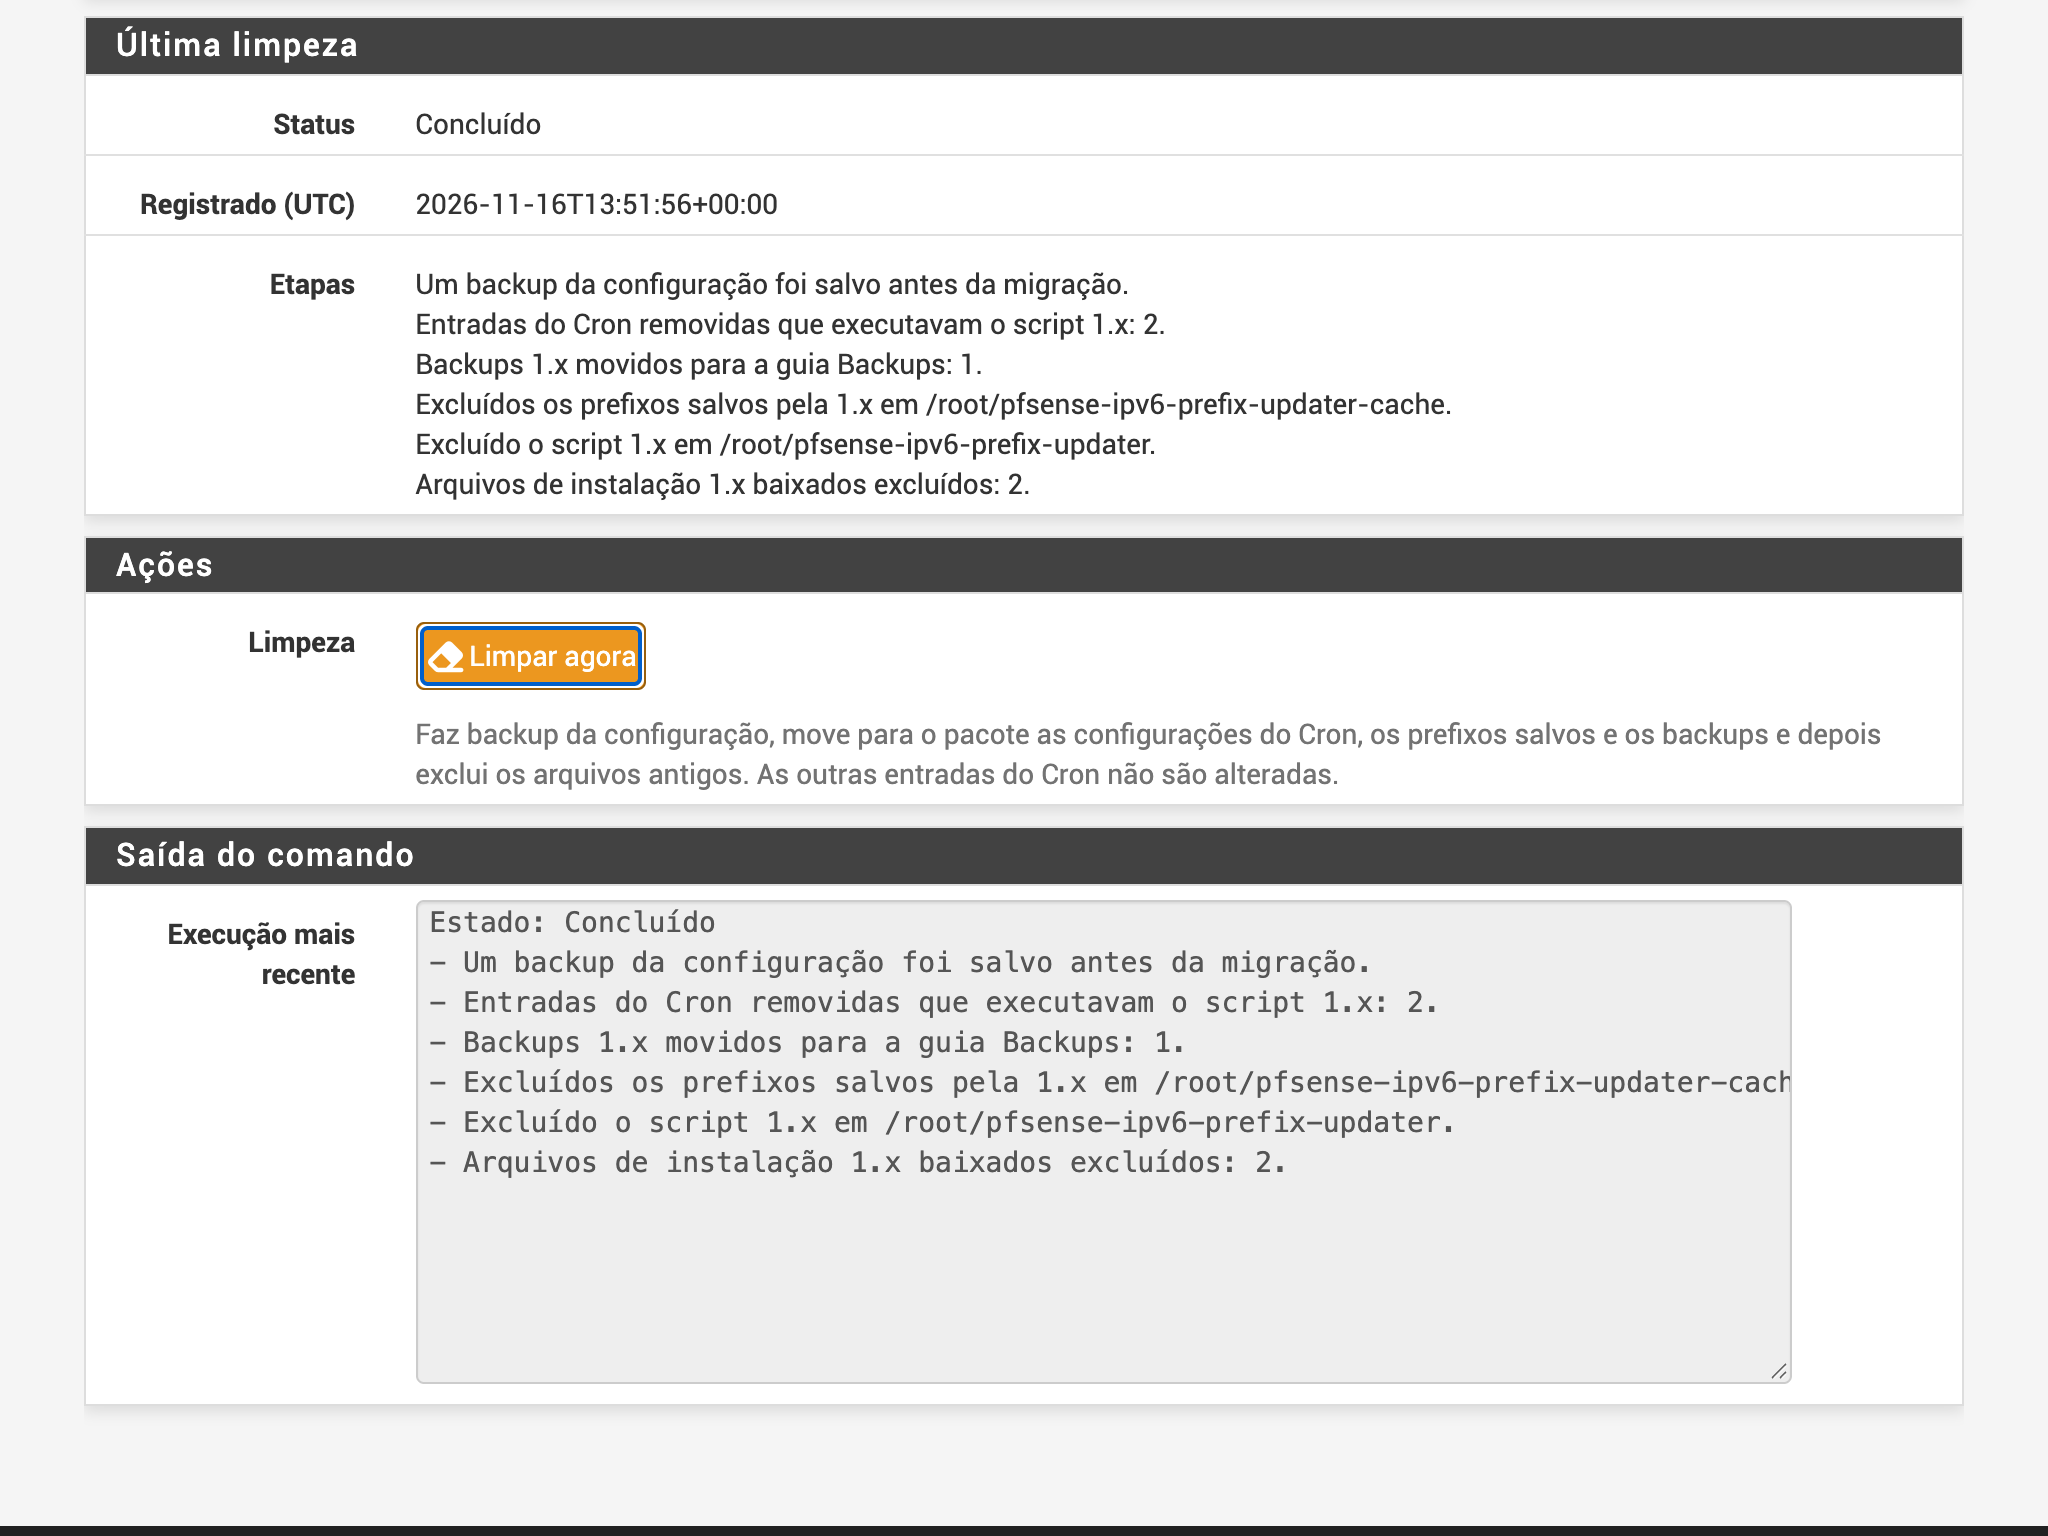 Última limpeza
Status
Concluído
Registrado (UTC)
2026-11-16T13:51:56+00:00
Etapas
Um backup da configuração foi salvo antes da migração.
Entradas do Cron removidas que executavam o script 1.x: 2.
Backups 1.x movidos para a guia Backups: 1.
Excluídos os prefixos salvos pela 1.x em /root/pfsense-ipv6-prefix-updater-cache.
Excluído o script 1.x em /root/pfsense-ipv6-prefix-updater.
Arquivos de instalação 1.x baixados excluídos: 2.
Ações
Limpeza
Limpar agora
Faz backup da configuração, move para o pacote as configurações do Cron, os prefixos salvos e os backups e depois
exclui os arquivos antigos. As outras entradas do Cron não são alteradas.
Saída do comando
Execução mais
recente
Estado: Concluído
– Um backup da configuração foi salvo antes da migração.
– Entradas do Cron removidas que executavam o script 1.x: 2.
– Backups 1.x movidos para a guia Backups: 1.
– Excluídos os prefixos salvos pela 1.x em /root/pfsense-ipv6-prefix-updater-cach
– Excluído o script 1.x em /root/pfsense-ipv6-prefix-updater.
– Arquivos de instalação 1.x baixados excluídos: 2.